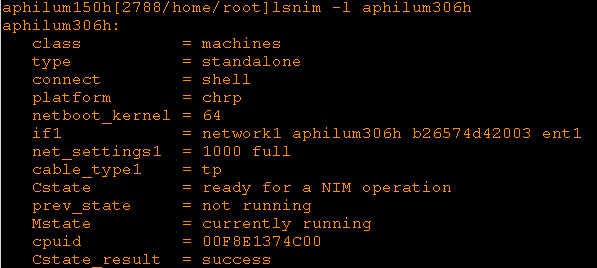 aphilum150h[2788/home/root]lsnim -l aphilum306h
aphilum306h:
class = machines
type = standalone
connect = shell
platform = chrp
netboot_kernel = 64
if1 = network1 aphilum306h b26574d42003 ent1
net_settings1 = 1000 full
cable_type1 = tp
Cstate = ready for a NIM operation
prev_state = not running
Mstate = currently running
cpuid = 00F8E1374C00
Cstate_result = success